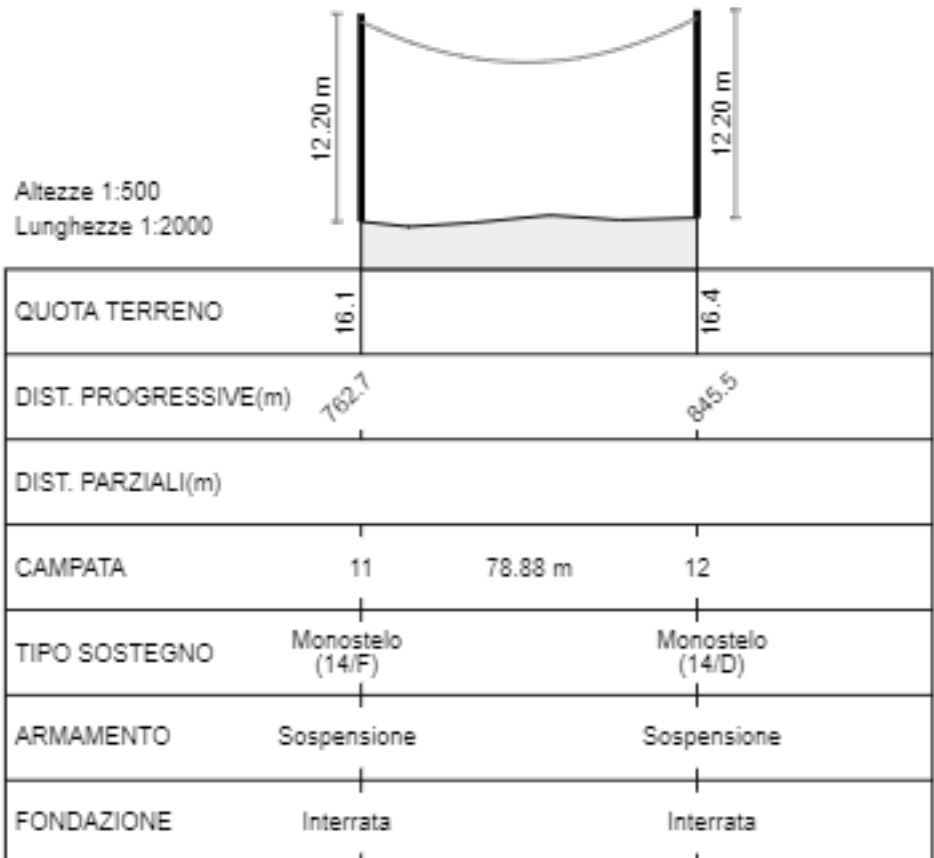 12.20 m
12.20 m
Altezze 1:500
Lunghezze 1:2000
QUOTA TERRENO 16.1 16.4
DIST. PROGRESSIVE(m) 762.7 845.5
DIST. PARZIALI(m)
CAMPATA 11 78.88 m 12
TIPO SOSTEGNO Monostelo Monostelo
(14/F) (14/D)
ARMAMENTO Sospensione Sospensione
FONDAZIONE Interrata Interrata